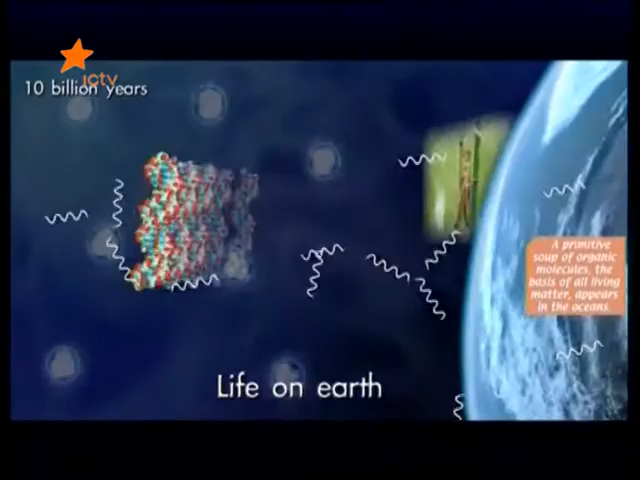 ictv
10 billion years
A primitive
soup of organic
molecules, the
basis of all living
matter, appears
in the oceans.
Life on earth